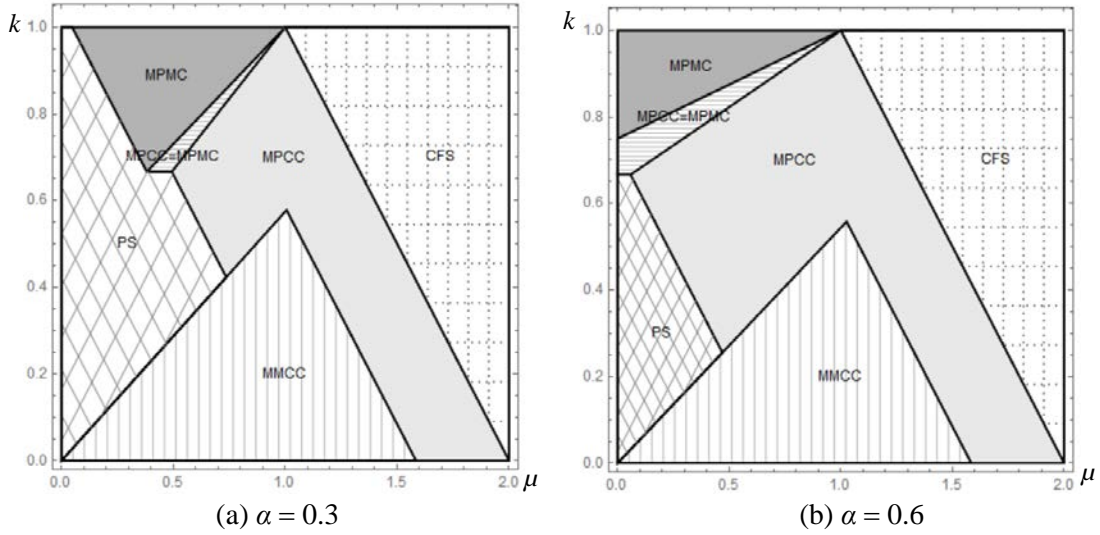 k
1.0
0.8
0.6
0.4
0.2
0.0
MPMC
MPCC=MPMC
MPCC
CFS
PS
MMCC
0.0 0.5 1.0 1.5 2.0 μ
(a) α = 0.3
k
1.0
0.8
0.6
0.4
0.2
0.0
MPMC
MPCC=MPMC
MPCC
CFS
PS
MMCC
0.0 0.5 1.0 1.5 2.0 μ
(b) α = 0.6